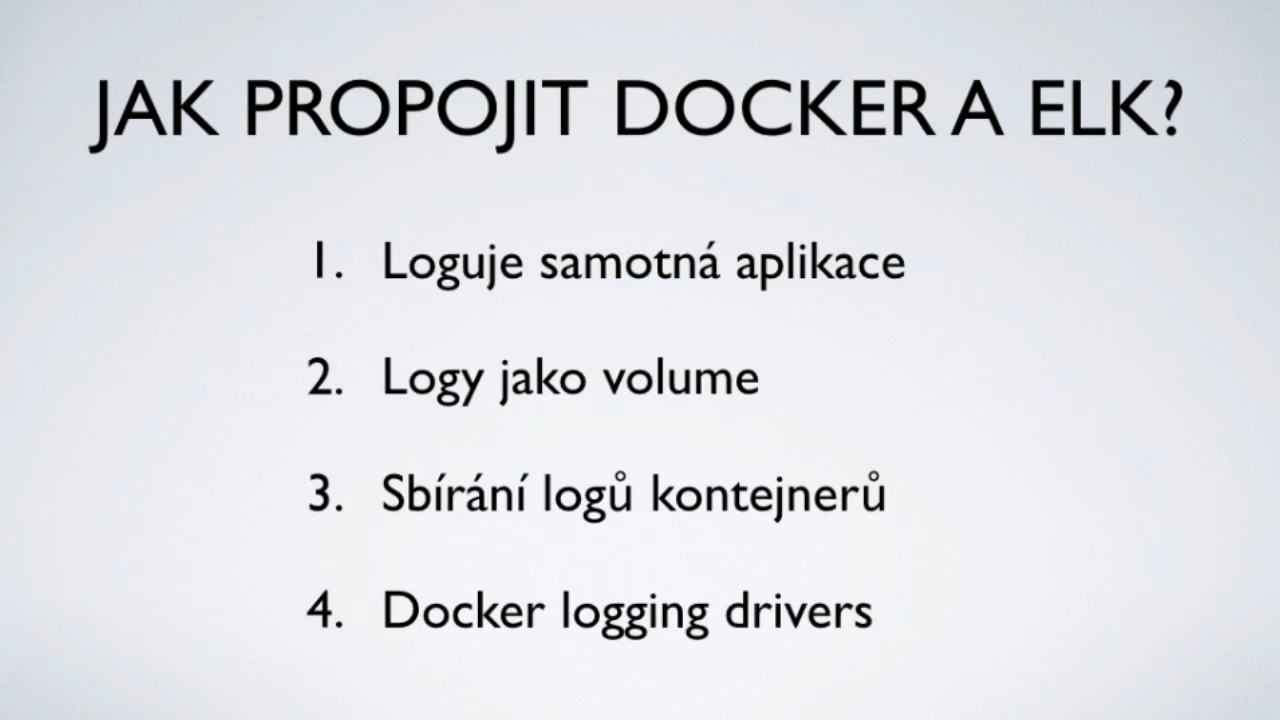 JAK PROPOJIT DOCKER A ELK?
1. Loguje samotná aplikace
2. Logy jako volume
3. Sbírání logů kontejnerů
4. Docker logging drivers